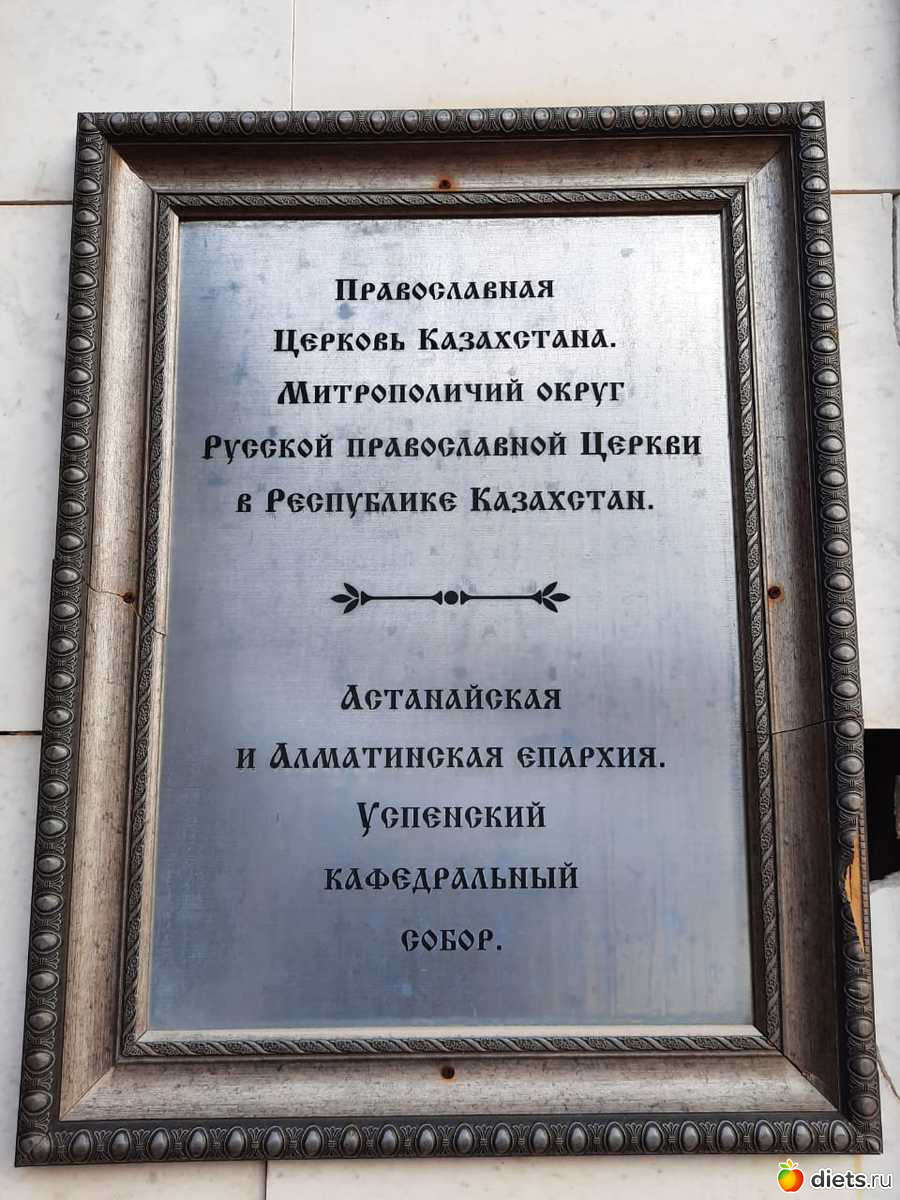 Православная
Церковь Казахстана.
Митрополичий округ
Русской православной Церкви
в Республике Казахстан.
Астанайская
и Алматинская епархия.
Успенский
кафедральный
собор.
diets.ru